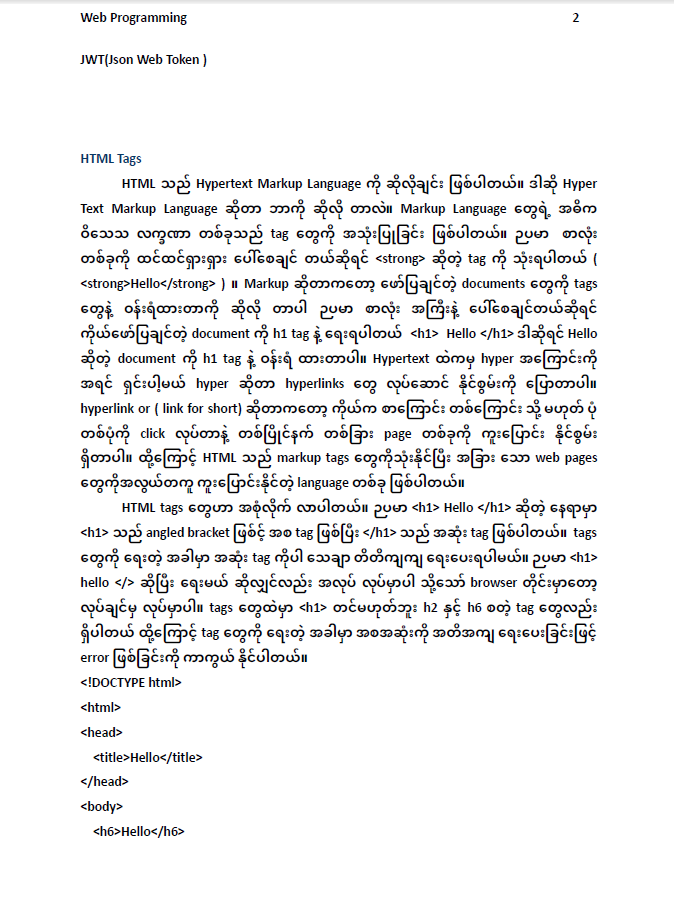 Web Programming 2
JWT(Json Web Token )
HTML Tags
HTML သည် Hypertext Markup Language ကို ဆိုလိုချင်း ဖြစ်ပါတယ်။ ဒါဆို Hyper
Text Markup Language ဆိုတာ ဘာကို ဆိုလို တာလဲ။ Markup Language တွေရဲ့ အဓိက
ဝိသေသ လက္ခဏာ တစ်ခုသည် tag တွေကို အသုံးပြုခြင်း ဖြစ်ပါတယ်။ ဥပမာ စာလုံး
တစ်ခုကို ထင်ထင်ရှားရှား ပေါ်စေချင် တယ်ဆိုရင် <strong> ဆိုတဲ့ tag ကို သုံးရပါတယ် (
<strong>Hello</strong> ) ။ Markup ဆိုတာကတော့ ဖော်ပြချင်တဲ့ documents တွေကို tags
တွေနဲ့ ဝန်းရံထားတာကို ဆိုလို တာပါ ဥပမာ စာလုံး အကြီးနဲ့ ပေါ်စေချင်တယ်ဆိုရင်
ကိုယ်ဖော်ပြချင်တဲ့ document ကို h1 tag နဲ့ ရေးရပါတယ် <h1> Hello </h1> ဒါဆိုရင် Hello
ဆိုတဲ့ document ကို h1 tag နဲ့ ဝန်းရံ ထားတာပါ။ Hypertext ထဲကမှ hyper အကြောင်းကို
အရင် ရှင်းပါ့မယ် hyper ဆိုတာ hyperlinks တွေ လုပ်ဆောင် နိုင်စွမ်းကို ပြောတာပါ။
hyperlink or ( link for short) ဆိုတာကတော့ ကိုယ်က စာကြောင်း တစ်ကြောင်း သို့ မဟုတ် ပုံ
တစ်ပုံကို click လုပ်တာနဲ့ တစ်ပြိုင်နက် တစ်ခြား page တစ်ခုကို ကူးပြောင်း နိုင်စွမ်း
ရှိတာပါ။ ထို့ကြောင့် HTML သည် markup tags တွေကိုသုံးနိုင်ပြီး အခြား သော web pages
တွေကိုအလွယ်တကူ ကူးပြောင်းနိုင်တဲ့ language တစ်ခု ဖြစ်ပါတယ်။
HTML tags တွေဟာ အစုံလိုက် လာပါတယ်။ ဥပမာ <h1> Hello </h1> ဆိုတဲ့ နေရာမှာ
<h1> သည် angled bracket ဖြစ်င့် အစ tag ဖြစ်ပြီး </h1> သည် အဆုံး tag ဖြစ်ပါတယ်။ tags
တွေကို ရေးတဲ့ အခါမှာ အဆုံး tag ကိုပါ သေချာ တိတိကျကျ ရေးပေးရပါမယ်။ ဥပမာ <h1>
hello </> ဆိုပြီး ရေးမယ် ဆိုလျှင်လည်း အလုပ် လုပ်မှာပါ သို့သော် browser တိုင်းမှာတော့
လုပ်ချင်မှ လုပ်မှာပါ။ tags တွေထဲမှာ <h1> တင်မဟုတ်ဘူး h2 နှင့် h6 စတဲ့ tag တွေလည်း
ရှိပါတယ် ထို့ကြောင့် tag တွေကို ရေးတဲ့ အခါမှာ အစအဆုံးကို အတိအကျ ရေးပေးခြင်းဖြင့်
error ဖြစ်ခြင်းကို ကာကွယ် နိုင်ပါတယ်။
<!DOCTYPE html>
<html>
<head>
<title>Hello</title>
</head>
<body>
<h6>Hello</h6>